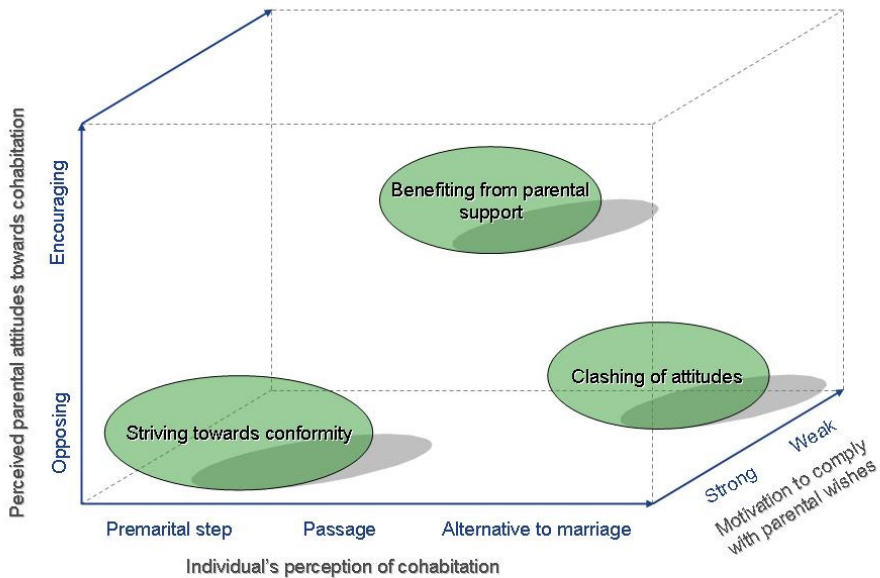 Perceived parental attitudes towards cohabitation
Encouraging
Opposing
Benefiting from parental
support
Clashing of attitudes
Striving towards conformity
Premarital step
Passage
Alternative to marriage
Individual's perception of cohabitation
Strong
Weak
Motivation to comply
with parental wishes